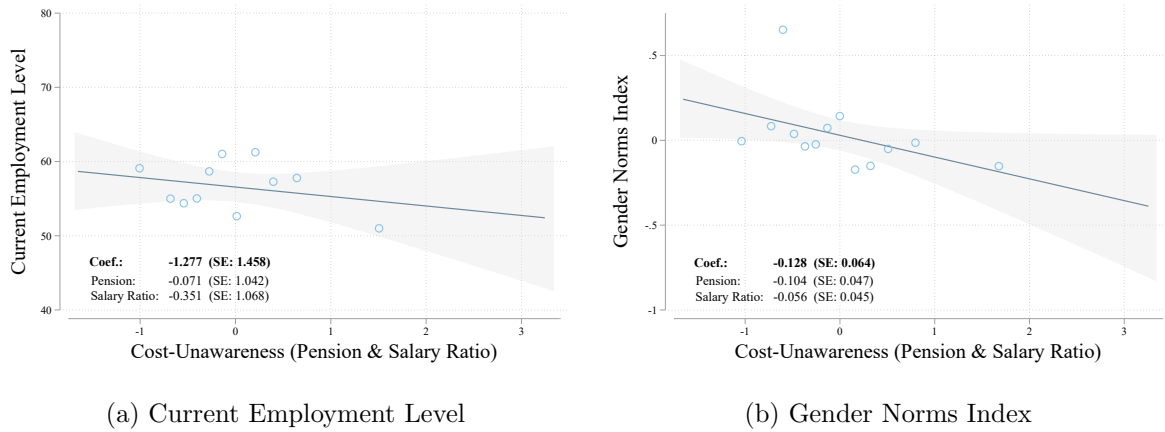 80
70
60
50
40
Current Employment Level
Coef.: -1.277 (SE: 1.458)
Pension: -0.071 (SE: 1.042)
Salary Ratio: -0.351 (SE: 1.068)
-1 0 1 2 3
Cost-Unawareness (Pension & Salary Ratio)
(a) Current Employment Level
.5
0
-.5
-1
Gender Norms Index
Coef.: -0.128 (SE: 0.064)
Pension: -0.104 (SE: 0.047)
Salary Ratio: -0.056 (SE: 0.045)
-1 0 1 2 3
Cost-Unawareness (Pension & Salary Ratio)
(b) Gender Norms Index